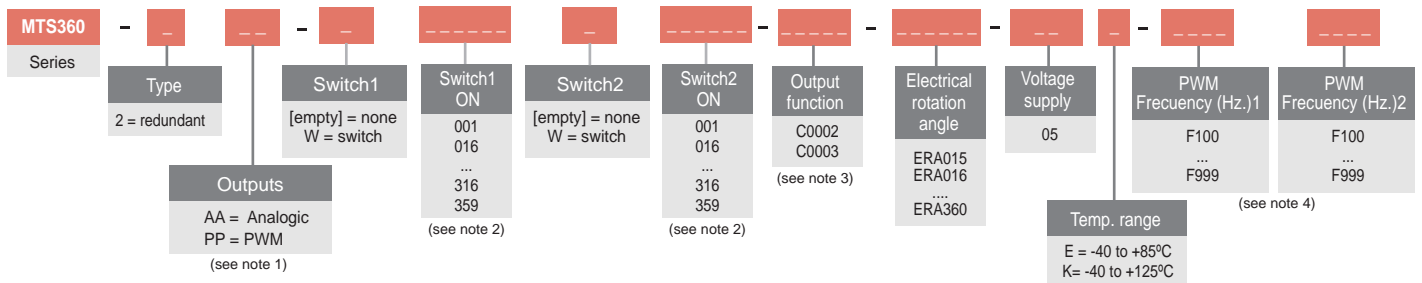 MTS360 - _ _ _ - _ _ _ _ _ _ _ _ _ _ _ _ _ _ - _ _ _ _ _ - _ _ _ _ _ _ - _ _ _ - _ _ _ _ _ _ _ _
Series
Type
2 = redundant
Outputs
AA = Analogic
PP = PWM
(see note 1)
Switch1
[empty] = none
W = switch
Switch1
ON
001
016
...
316
359
(see note 2)
Switch2
[empty] = none
W = switch
Switch2
ON
001
016
...
316
359
(see note 2)
Output
function
C0002
C0003
(see note 3)
Electrical
rotation
angle
ERA015
ERA016
....
ERA360
Voltage
supply
05
Temp. range
E = -40 to +85ºC
K= -40 to +125ºC
PWM
Frecuency (Hz.)1
F100
...
F999
PWM
Frecuency (Hz.)2
F100
...
F999
(see note 4)